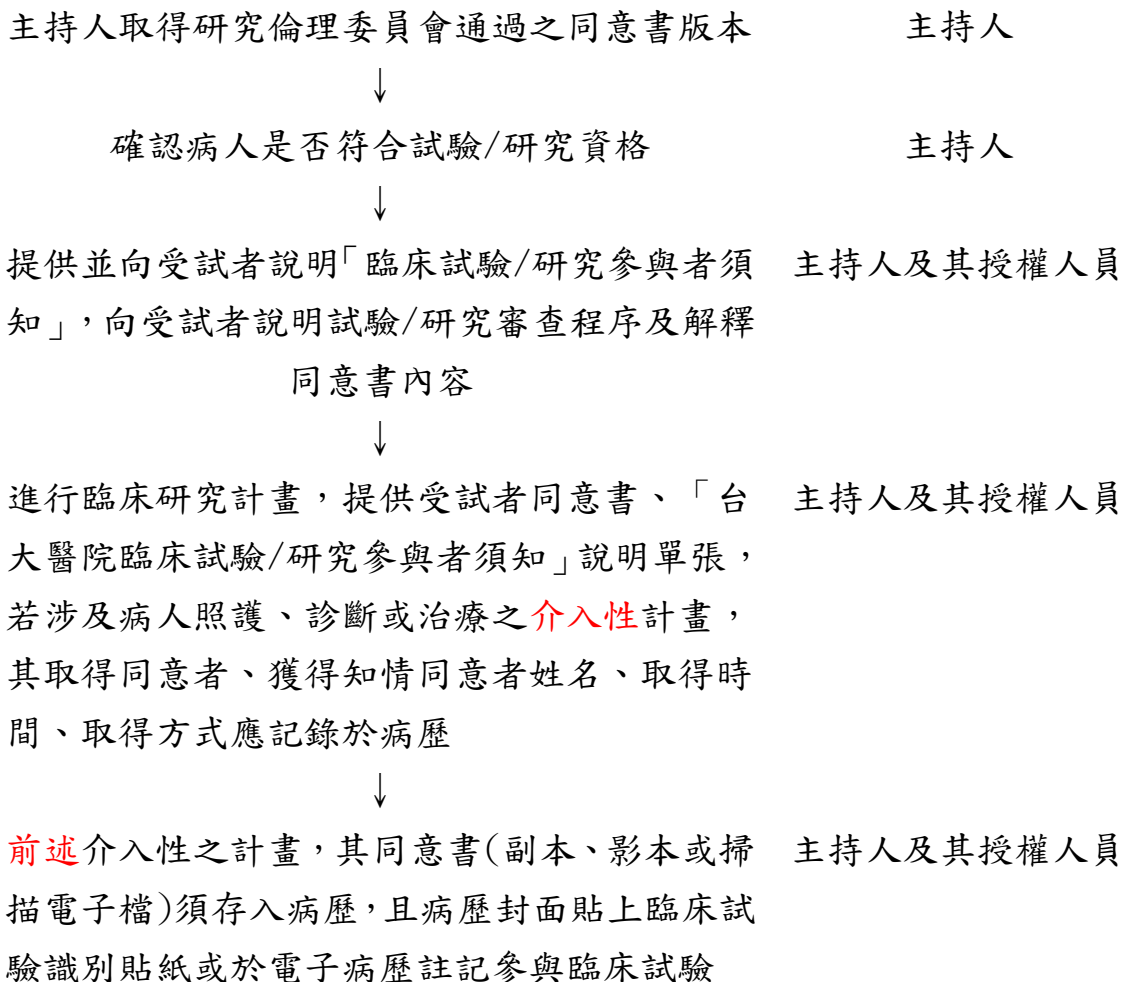 主持人取得研究倫理委員會通過之同意書版本 主持人
↓
確認病人是否符合試驗/研究資格 主持人
↓
提供並向受試者說明「臨床試驗/研究參與者須 主持人及其授權人員
知」，向受試者說明試驗/研究審查程序及解釋
同意書內容
↓
進行臨床研究計畫，提供受試者同意書、「台 主持人及其授權人員
大醫院臨床試驗/研究參與者須知」說明單張，
若涉及病人照護、診斷或治療之介入性計畫，
其取得同意者、獲得知情同意者姓名、取得時
間、取得方式應記錄於病歷
↓
前述介入性之計畫，其同意書(副本、影本或掃 主持人及其授權人員
描電子檔)須存入病歷，且病歷封面貼上臨床試
驗識別貼紙或於電子病歷註記參與臨床試驗